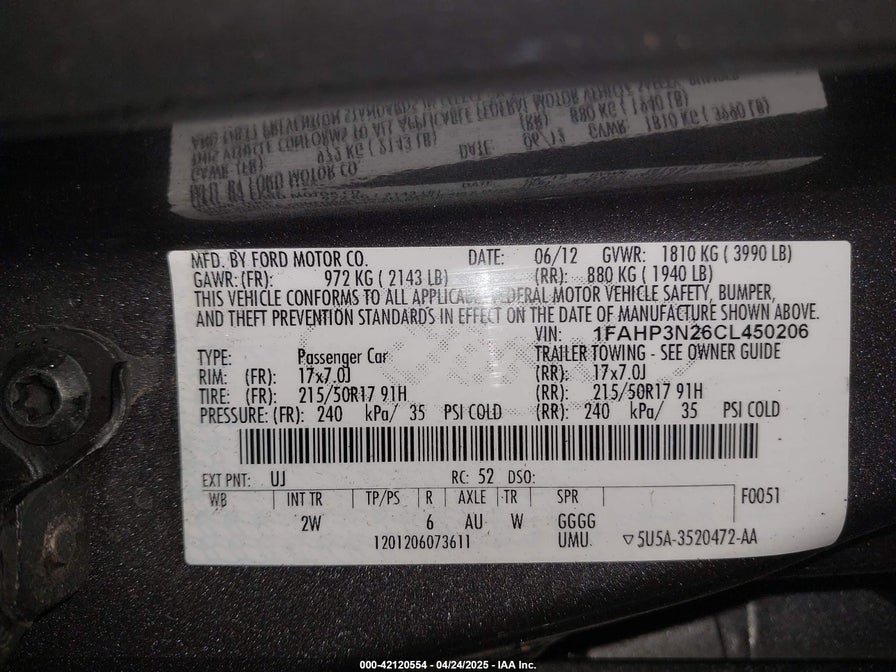 MFD. BY FORD MOTOR CO. DATE: 06/12 GVWR: 1810 KG ( 3990 LB)
GAWR: (FR): 972 KG ( 2143 LB) (RR): 880 KG ( 1940 LB)
THIS VEHICLE CONFORMS TO ALL APPLICABLE FEDERAL MOTOR VEHICLE SAFETY, BUMPER,
AND THEFT PREVENTION STANDARDS IN EFFECT ON THE DATE OF MANUFACTURE SHOWN ABOVE.
VIN: 1FAHP3N26CL450206
TYPE: Passenger Car TRAILER TOWING - SEE OWNER GUIDE
RIM: (FR): 17x7.0J (RR): 17x7.0J
TIRE: (FR): 215/50R17 91H (RR): 215/50R17 91H
PRESSURE: (FR): 240 kPa/ 35 PSI COLD (RR): 240 kPa/ 35 PSI COLD
EXT PNT: UJ RC: 52 DSO:
WB INT TR TP/PS R AXLE TR SPR F0051
2W 6 AU W GGGG
1201206073611 UMU ▽5U5A-3520472-AA
000-42120554 - 04/24/2025 - IAA Inc.